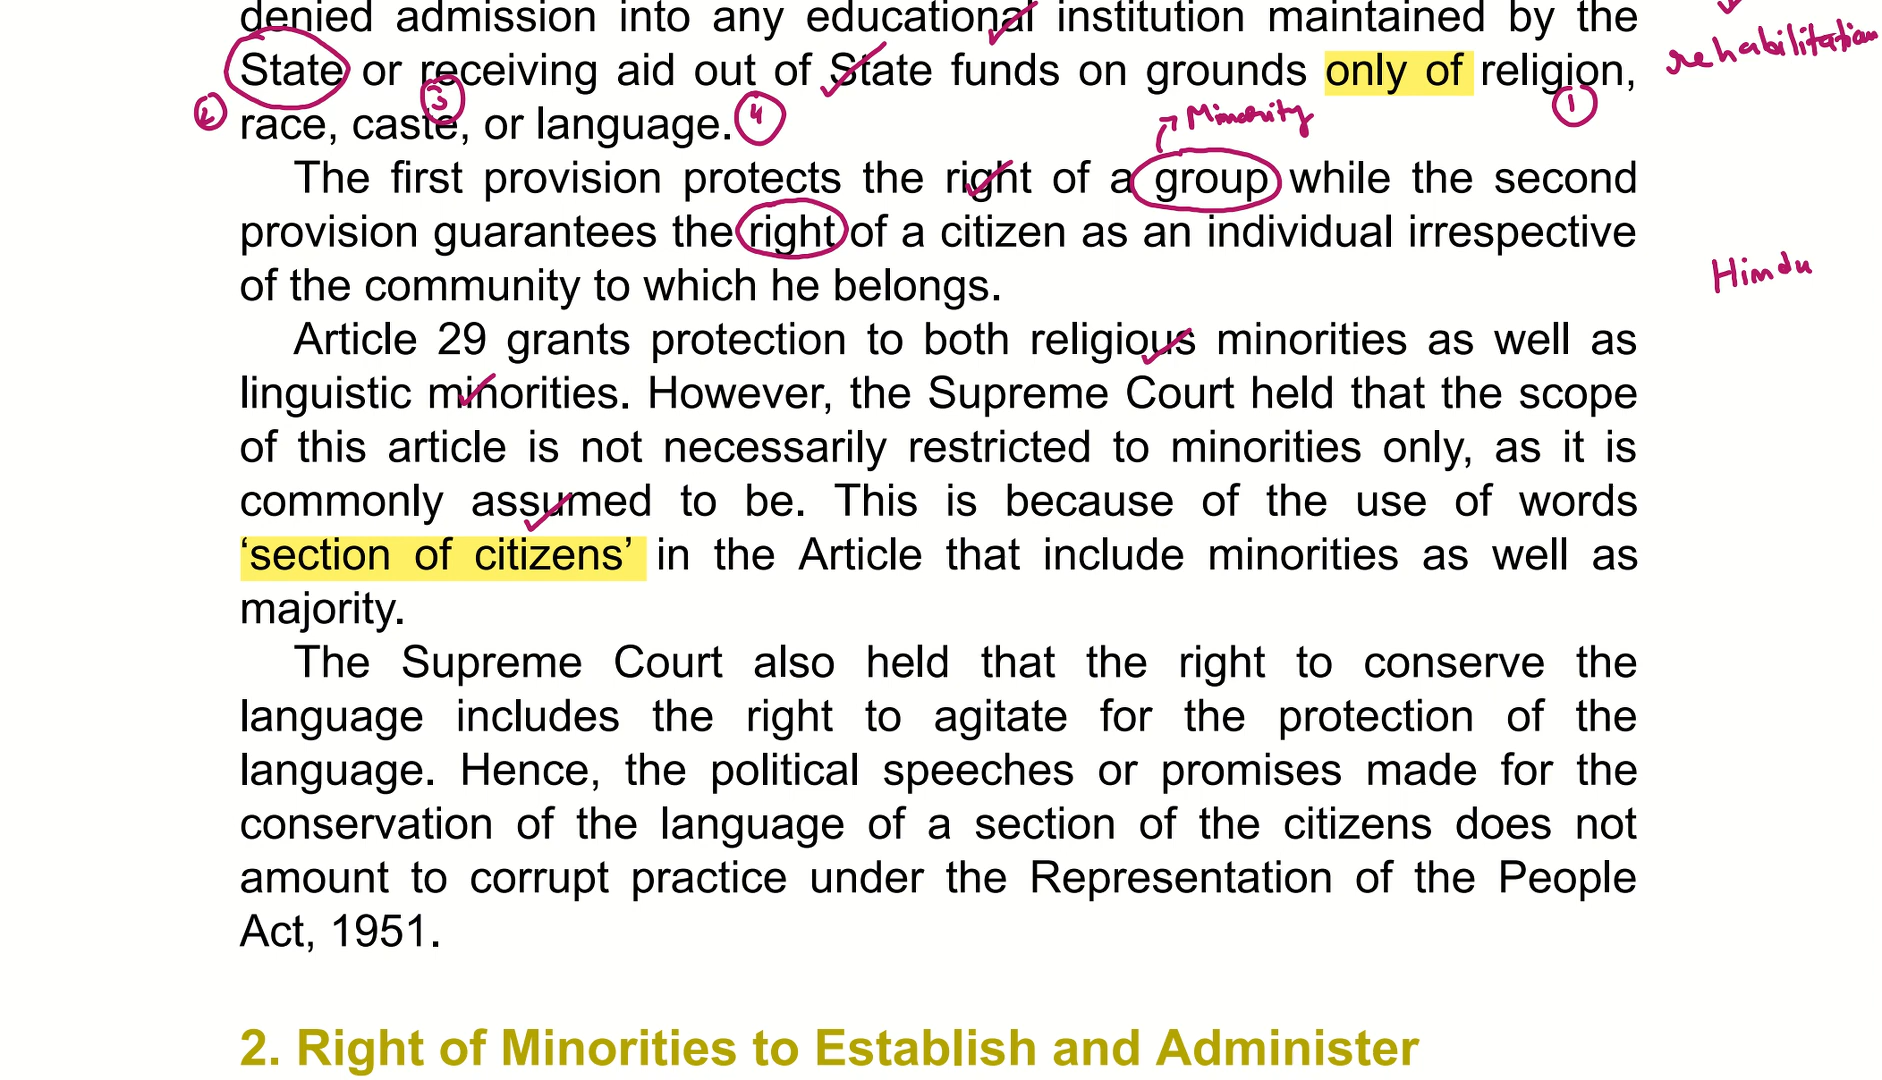 denied admission into any educational institution maintained by the
State or receiving aid out of State funds on grounds only of religion,
rehabilitation
race, caste, or language.
2
3
4
1
Minority
The first provision protects the right of a group while the second
provision guarantees the right of a citizen as an individual irrespective
of the community to which he belongs.
Hindu
Article 29 grants protection to both religious minorities as well as
linguistic minorities. However, the Supreme Court held that the scope
of this article is not necessarily restricted to minorities only, as it is
commonly assumed to be. This is because of the use of words
‘section of citizens’ in the Article that include minorities as well as
majority.
The Supreme Court also held that the right to conserve the
language includes the right to agitate for the protection of the
language. Hence, the political speeches or promises made for the
conservation of the language of a section of the citizens does not
amount to corrupt practice under the Representation of the People
Act, 1951.
2. Right of Minorities to Establish and Administer